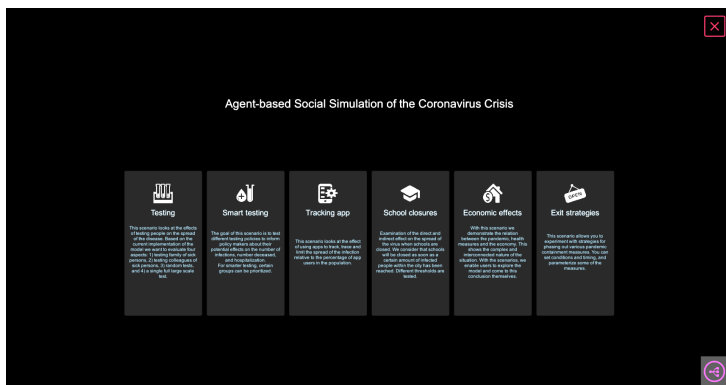 Agent-based Social Simulation of the Coronavirus Crisis
Testing
This scenario looks at the effects
of testing people on the spread
of the disease. Based on the
current implementation of the
model we want to evaluate four
aspects: 1) testing family of sick
persons, 2) testing colleagues of
sick persons, 3) random tests,
and 4) a single full large scale
test.
Smart testing
The goal of this scenario is to test
different testing policies to inform
policy makers about their
potential effects on the number of
infections, number deceased,
and hospitalization.
For smarter testing, certain
groups can be prioritized.
Tracking app
This scenario looks at the effect
of using apps to track, trace and
limit the spread of the infection
relative to the percentage of app
users in the population.
School closures
Examination of the direct and
indirect effect on the spread of
the virus when schools are
closed. We consider that schools
will be closed as soon as a
certain amount of infected
people within the city has been
reached. Different thresholds are
tested.
Economic effects
With this scenario we
demonstrate the relation
between the pandemic, health
measures and the economy. This
shows the complex and
interconnected nature of the
situation. With the scenarios, we
enable users to explore the
model and come to this
conclusion themselves.
OPEN
Exit strategies
This scenario allows you to
experiment with strategies for
phasing out various pandemic
containment measures. You can
set conditions and timing, and
parameterize some of the
measures.